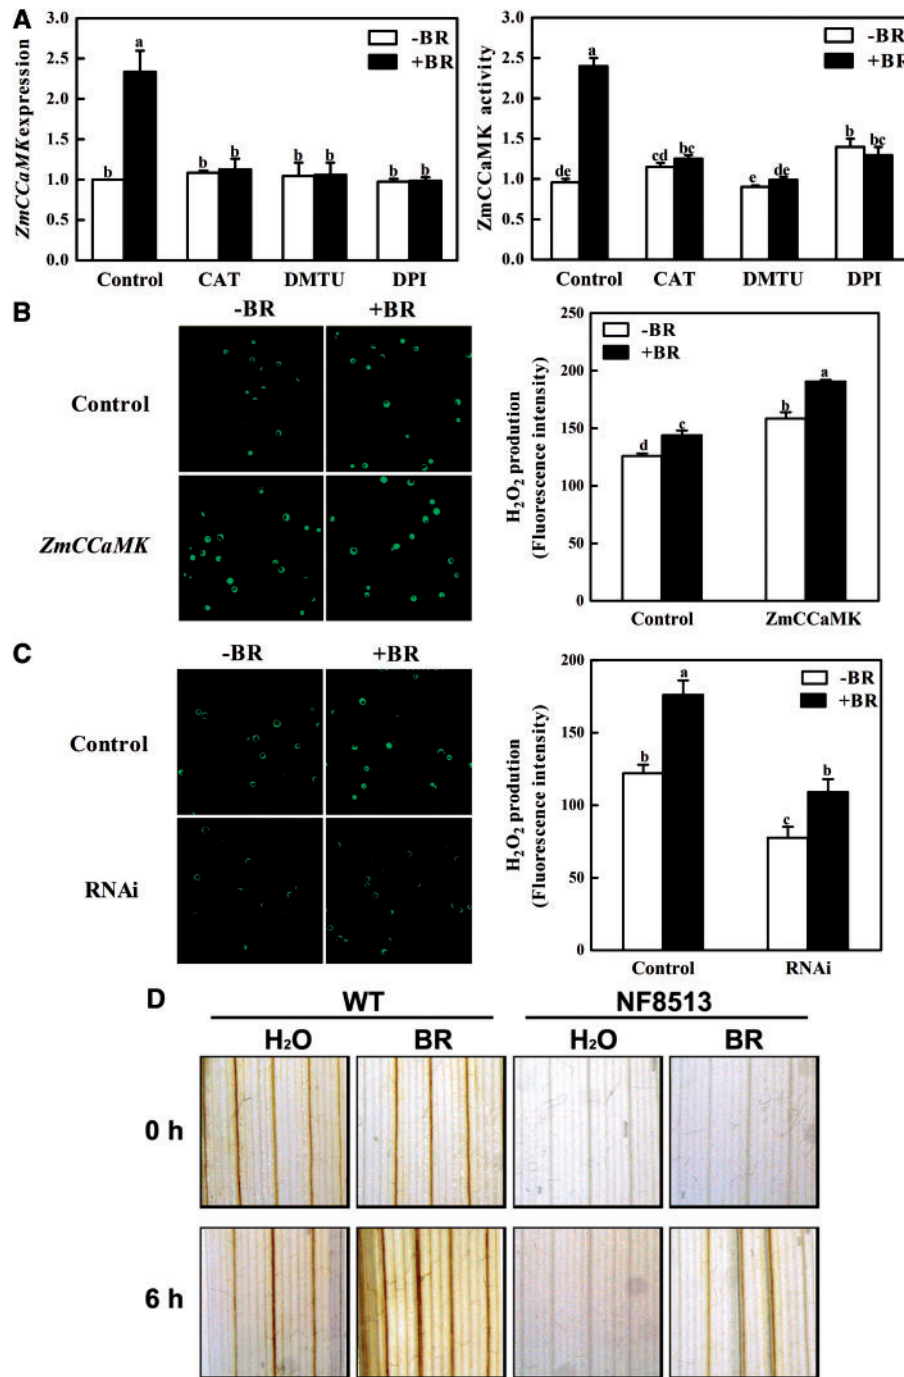 A
3.0
2.5
2.0
1.5
1.0
0.5
0.0
ZmCCaMK expression
-BR
+BR
b
a
b
b
b
b
b
b
Control
CAT
DMTU
DPI
3.0
2.5
2.0
1.5
1.0
0.5
0.0
ZmCCaMK activity
-BR
+BR
de
a
cd
bc
e
de
b
bc
Control
CAT
DMTU
DPI
B
-BR
+BR
Control
ZmCCaMK
250
200
150
100
50
0
H2O2 prodution
(Fluorescence intensity)
-BR
+BR
d
c
b
a
Control
ZmCCaMK
C
-BR
+BR
Control
RNAi
200
150
100
50
0
H2O2 production
(Fluorescence intensity)
-BR
+BR
b
a
c
b
Control
RNAi
D
WT
NF8513
H2O
BR
H2O
BR
0 h
6 h